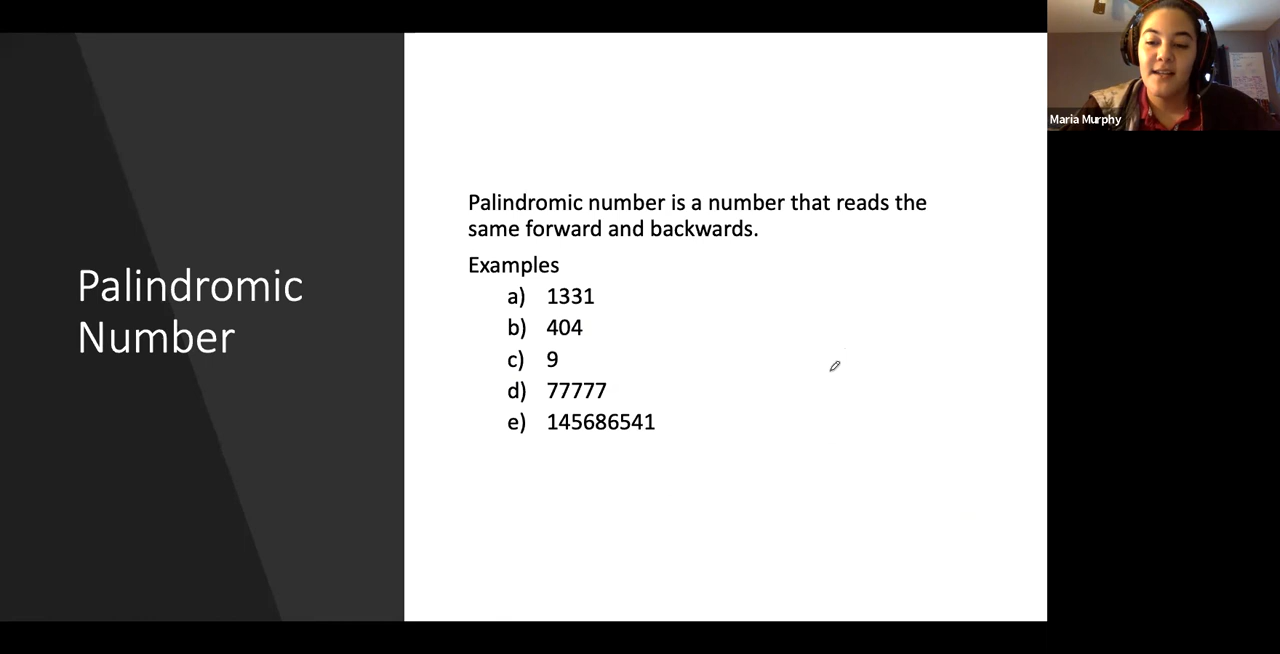 Palindromic
Number
Palindromic number is a number that reads the
same forward and backwards.
Examples
a) 1331
b) 404
c) 9
d) 77777
e) 145686541
Maria Murphy